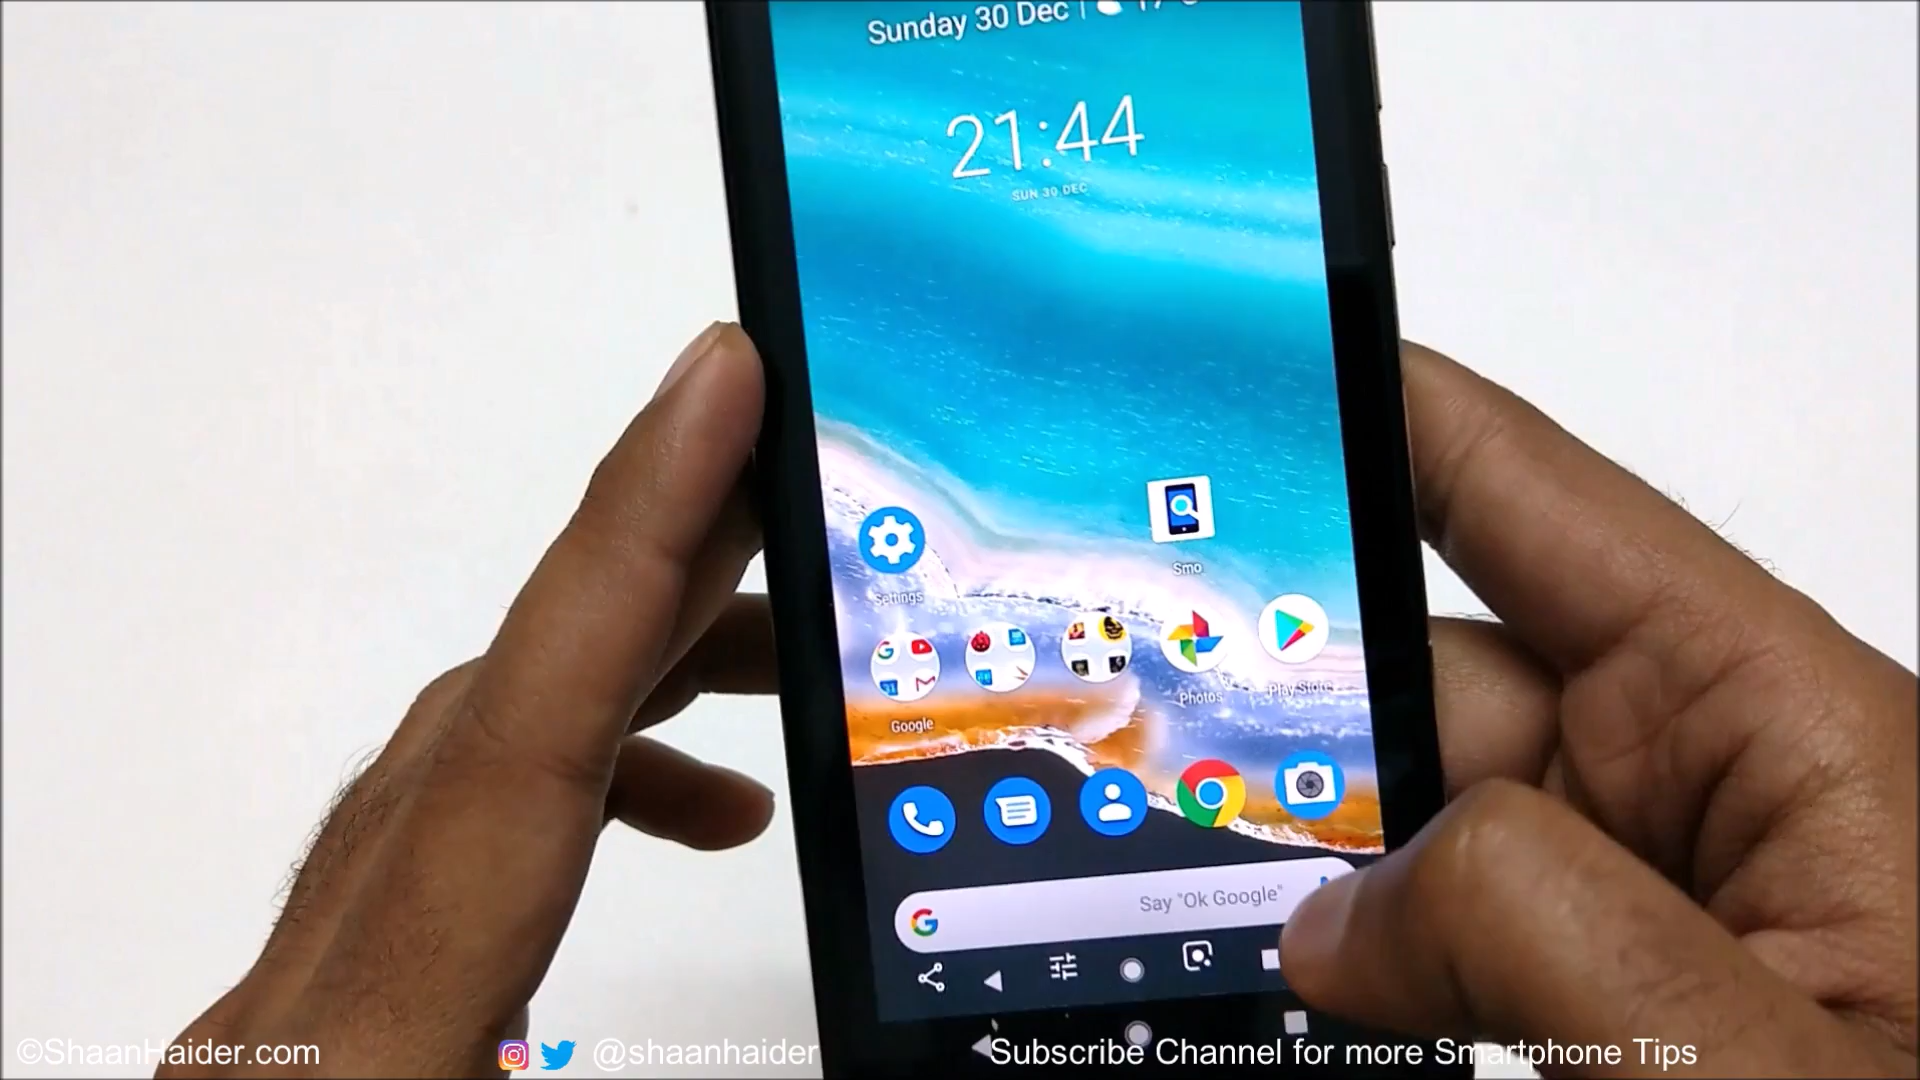 Sunday 30 Dec
21:44
SUN 30 DEC
Smo
Settings
Photos
Play Store
Google
Say "Ok Google"
©ShaanHaider.com
@shaanhaider
Subscribe Channel for more Smartphone Tips